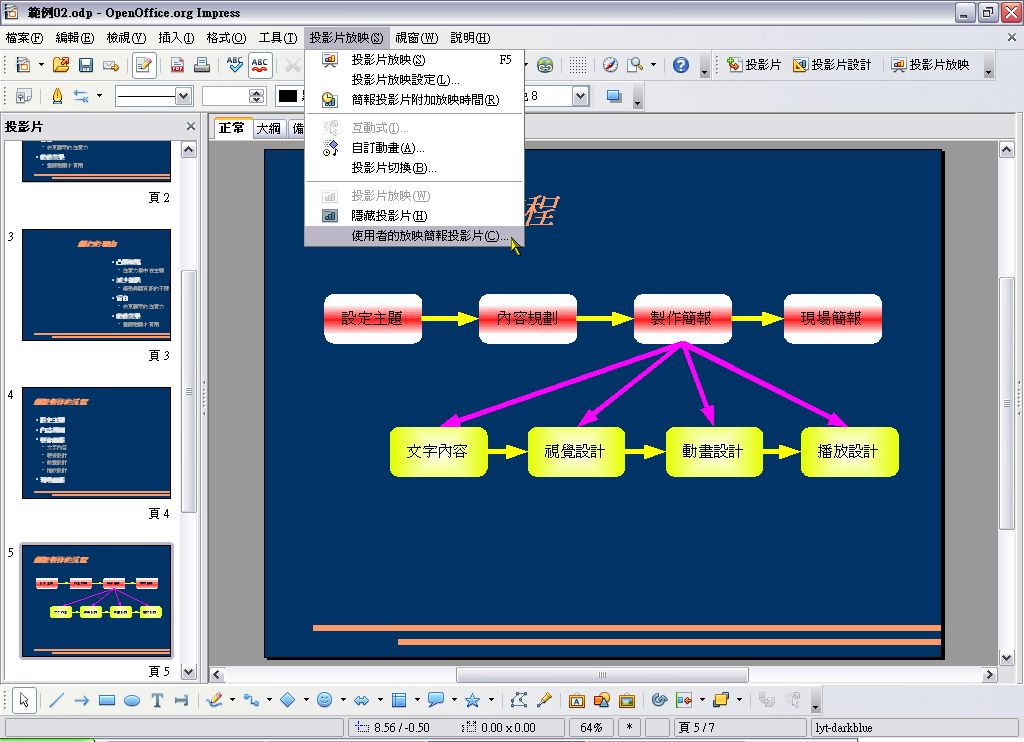 範例02.odp - OpenOffice.org Impress
檔案(F) 編輯(E) 檢視(V) 插入(I) 格式(O) 工具(T) 投影片放映(S) 視窗(W) 說明(H)
投影片 投影片設計 投影片放映
投影片放映(S) F5
投影片放映設定(L)...
簡報投影片附加放映時間(R)
互動式(I)...
自訂動畫(A)...
投影片切換(B)...
投影片放映(W)
隱藏投影片(H)
使用者的放映簡報投影片(C)...
8
投影片
正常 大綱 備
頁 2
3
頁 3
4
頁 4
5
頁 5
程
設定主題 內容規劃 製作簡報 現場簡報
文字內容 視覺設計 動畫設計 播放設計
8.56 / -0.50 0.00 x 0.00 64% * 頁 5 / 7 lyt-darkblue